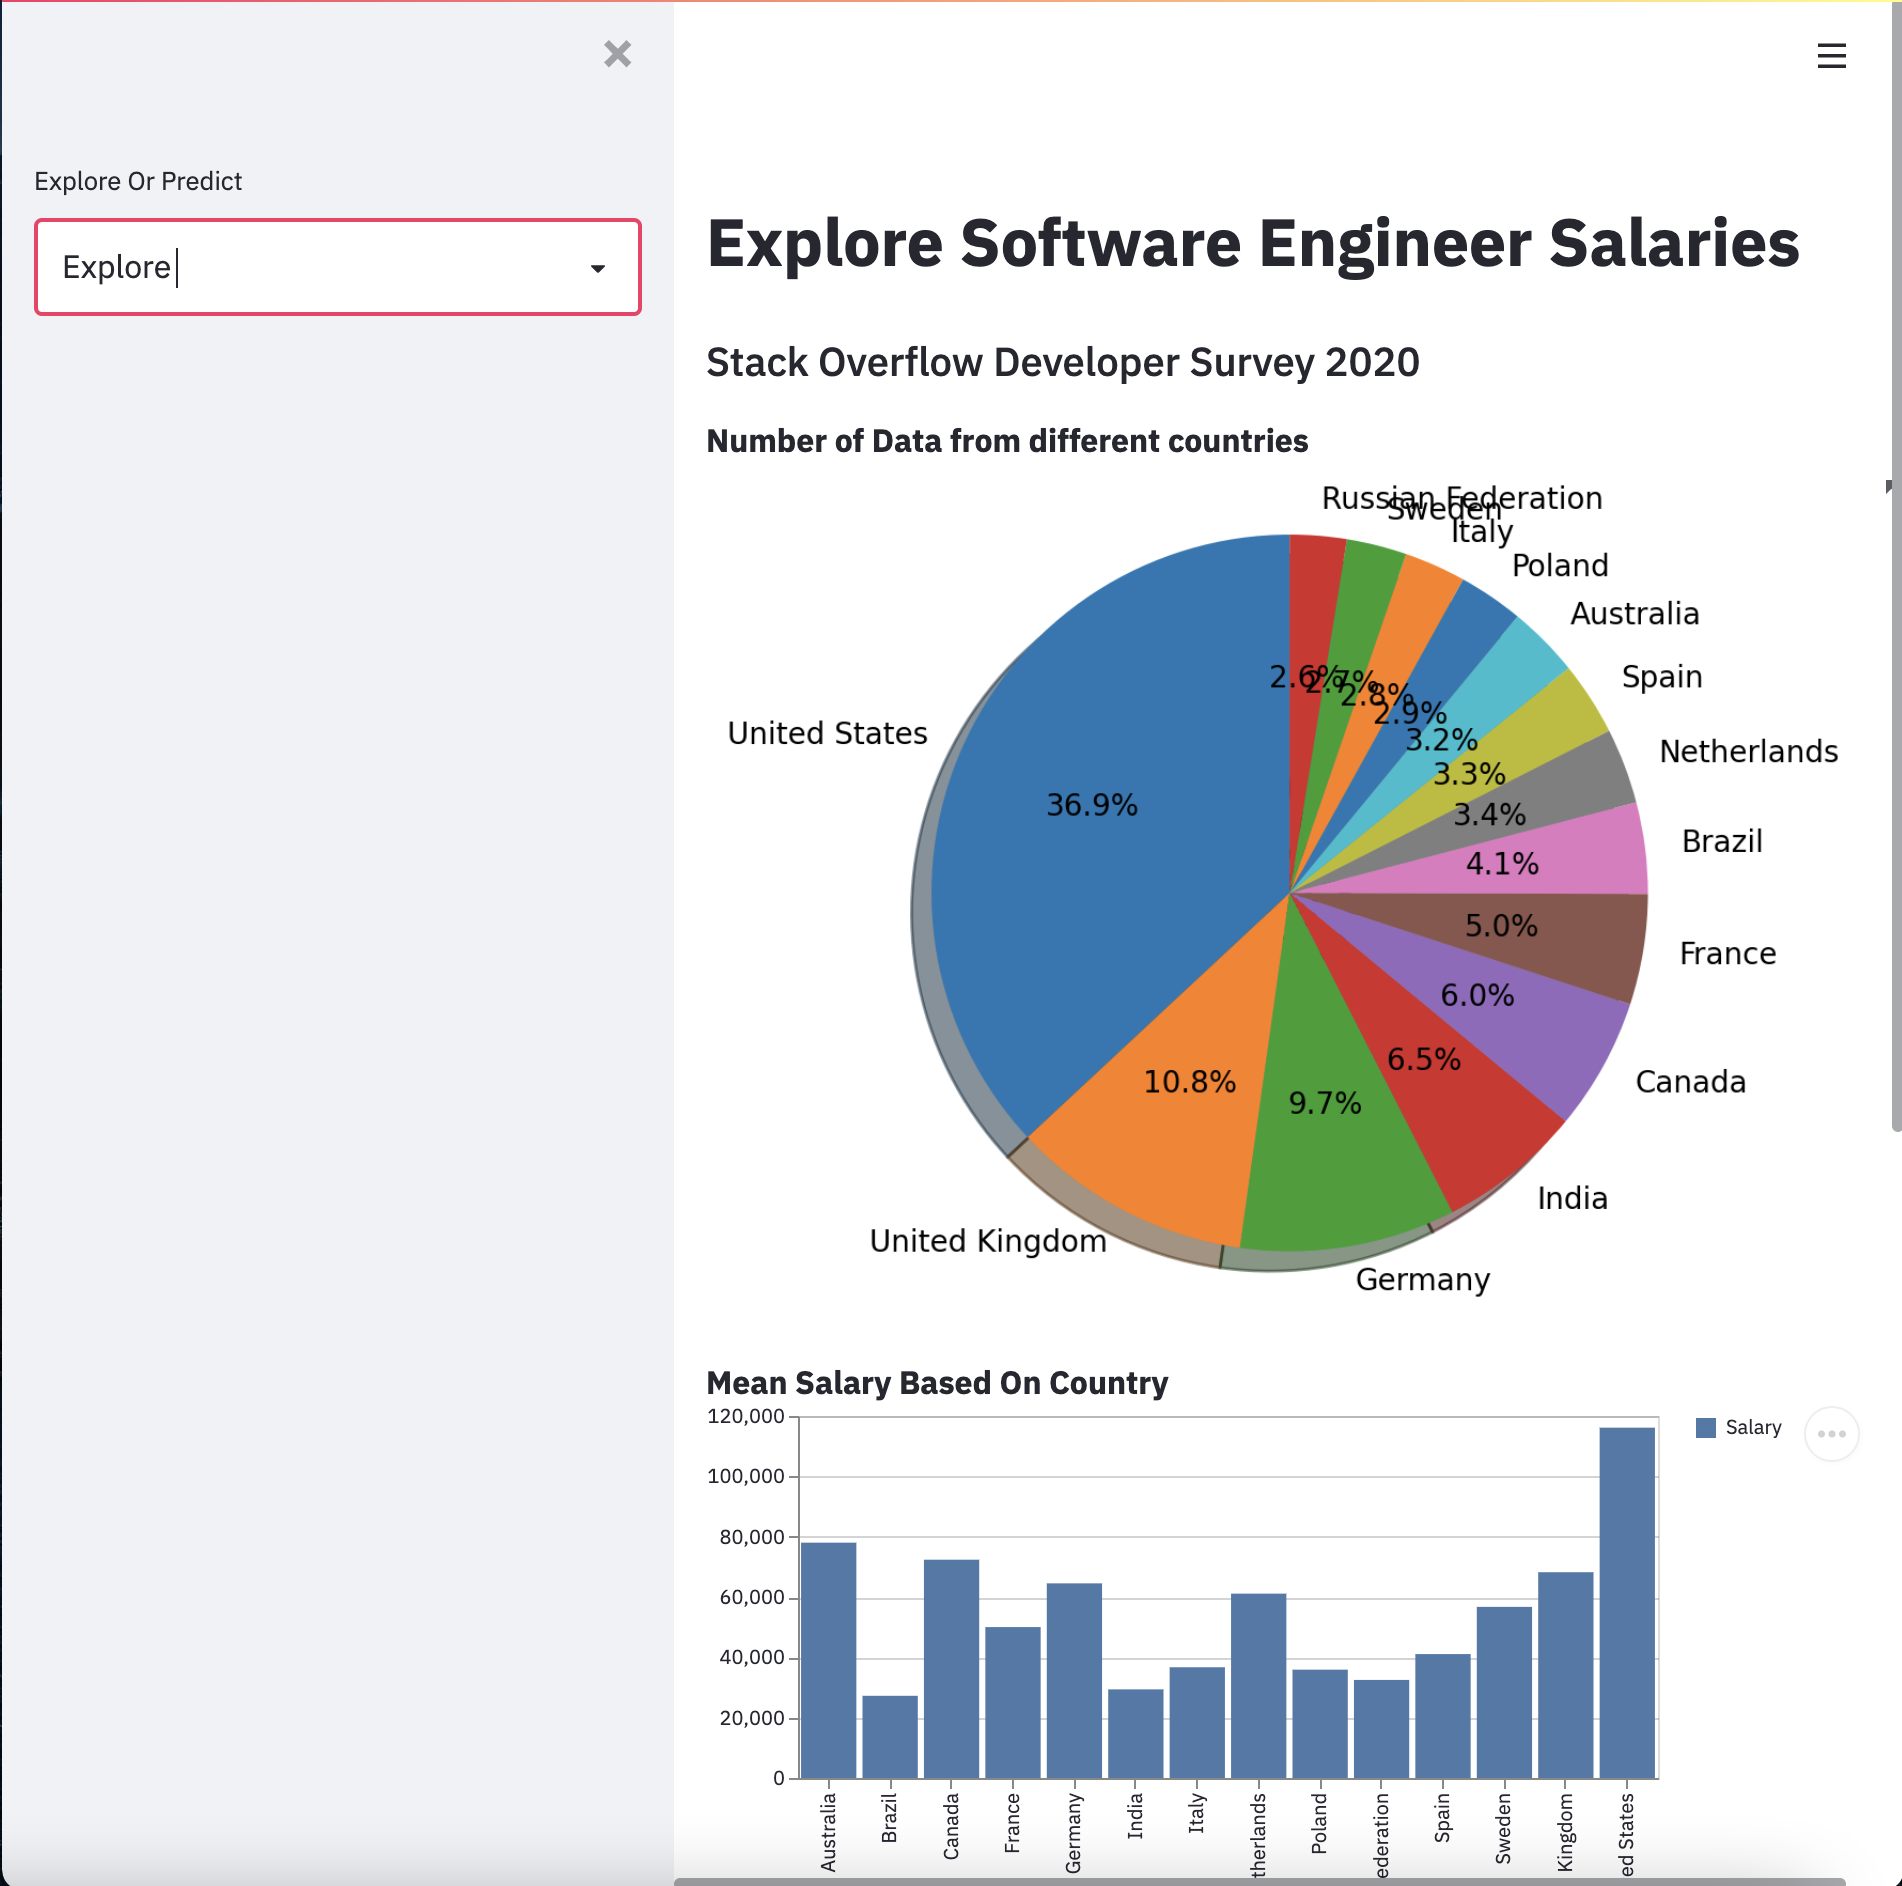 Explore Or Predict
Explore
Explore Software Engineer Salaries
Stack Overflow Developer Survey 2020
Number of Data from different countries
Russian Federation
Sweden
Italy
Poland
Australia
Spain
Netherlands
Brazil
France
Canada
India
Germany
United Kingdom
United States
2.6%
2.7%
2.8%
2.9%
3.2%
3.3%
3.4%
4.1%
5.0%
6.0%
6.5%
9.7%
10.8%
36.9%
Mean Salary Based On Country
120,000
100,000
80,000
60,000
40,000
20,000
0
Salary
Australia
Brazil
Canada
France
Germany
India
Italy
therlands
Poland
ederation
Spain
Sweden
Kingdom
ed States